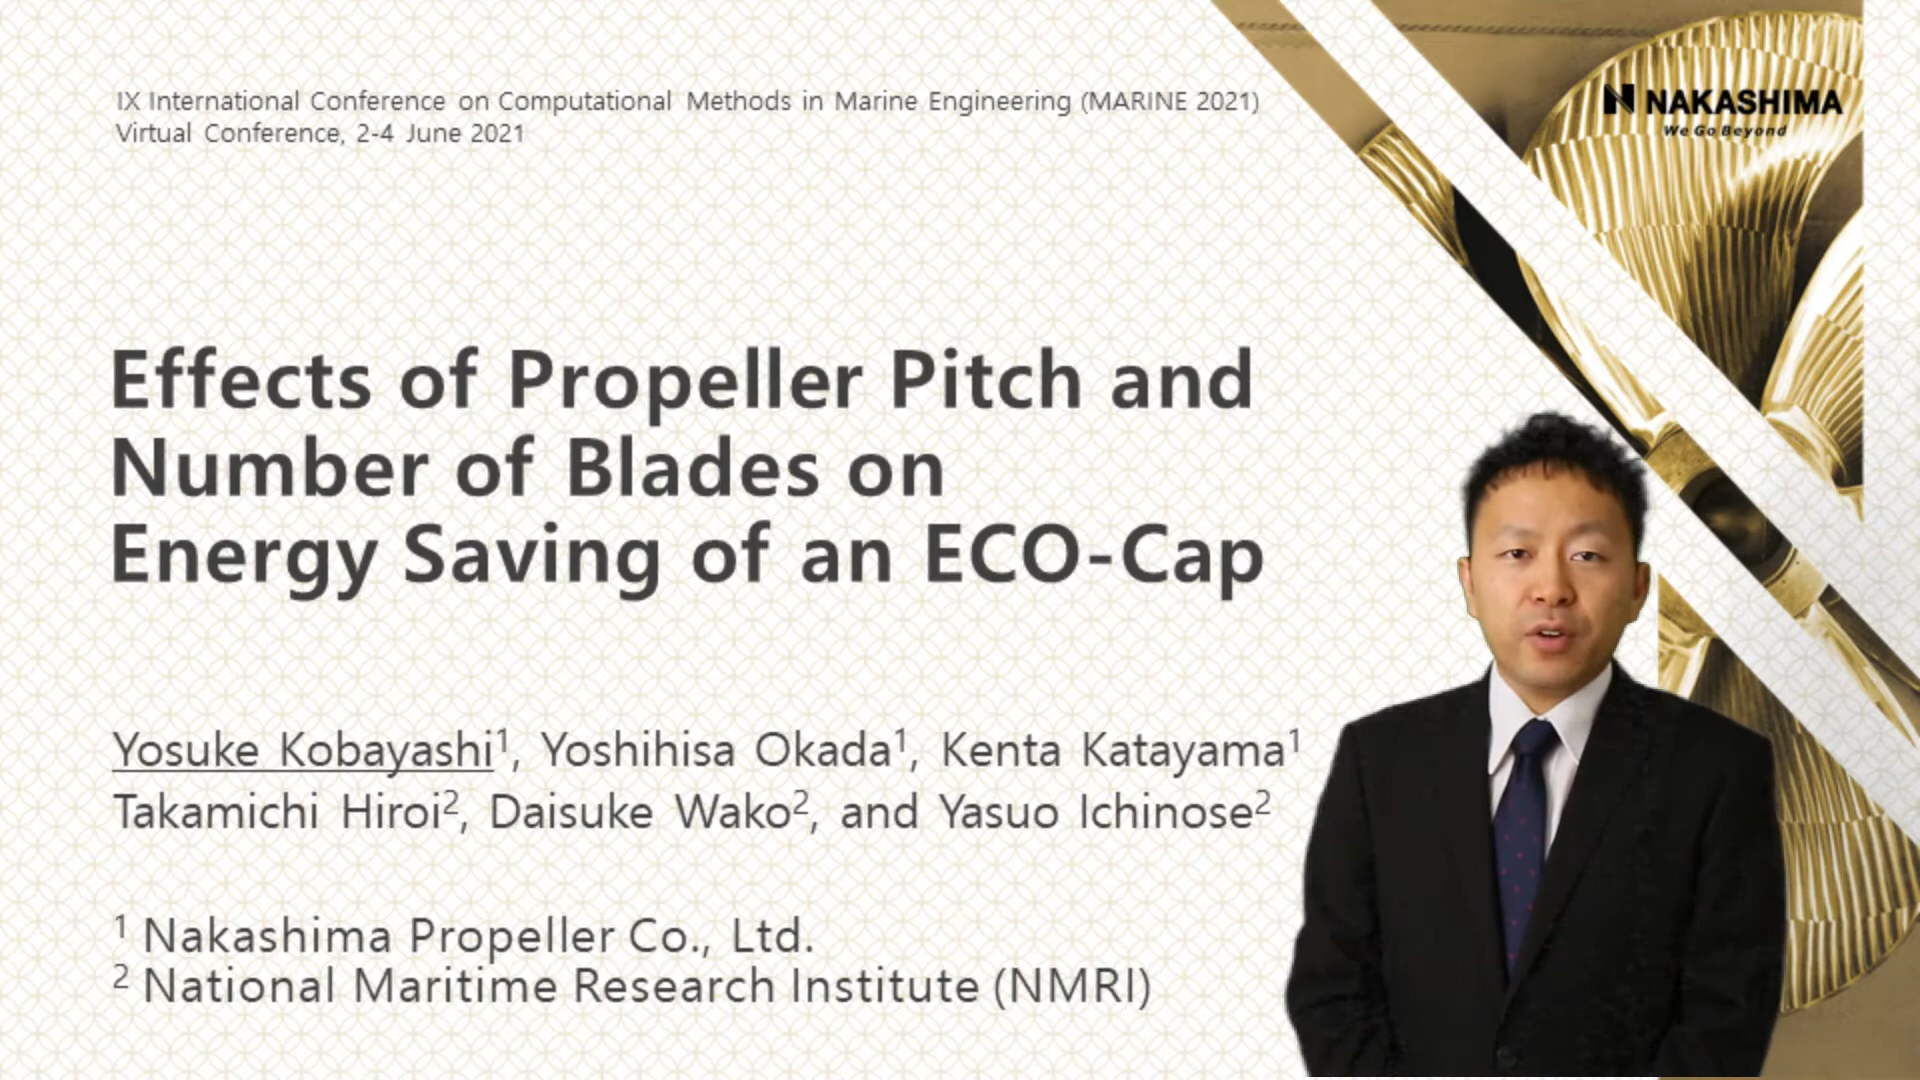 IX International Conference on Computational Methods in Marine Engineering (MARINE 2021)
Virtual Conference, 2-4 June 2021
N NAKASHIMA
We Go Beyond
Effects of Propeller Pitch and
Number of Blades on
Energy Saving of an ECO-Cap
Yosuke Kobayashi¹, Yoshihisa Okada¹, Kenta Katayama¹
Takamichi Hiroi², Daisuke Wako², and Yasuo Ichinose²
¹ Nakashima Propeller Co., Ltd.
² National Maritime Research Institute (NMRI)